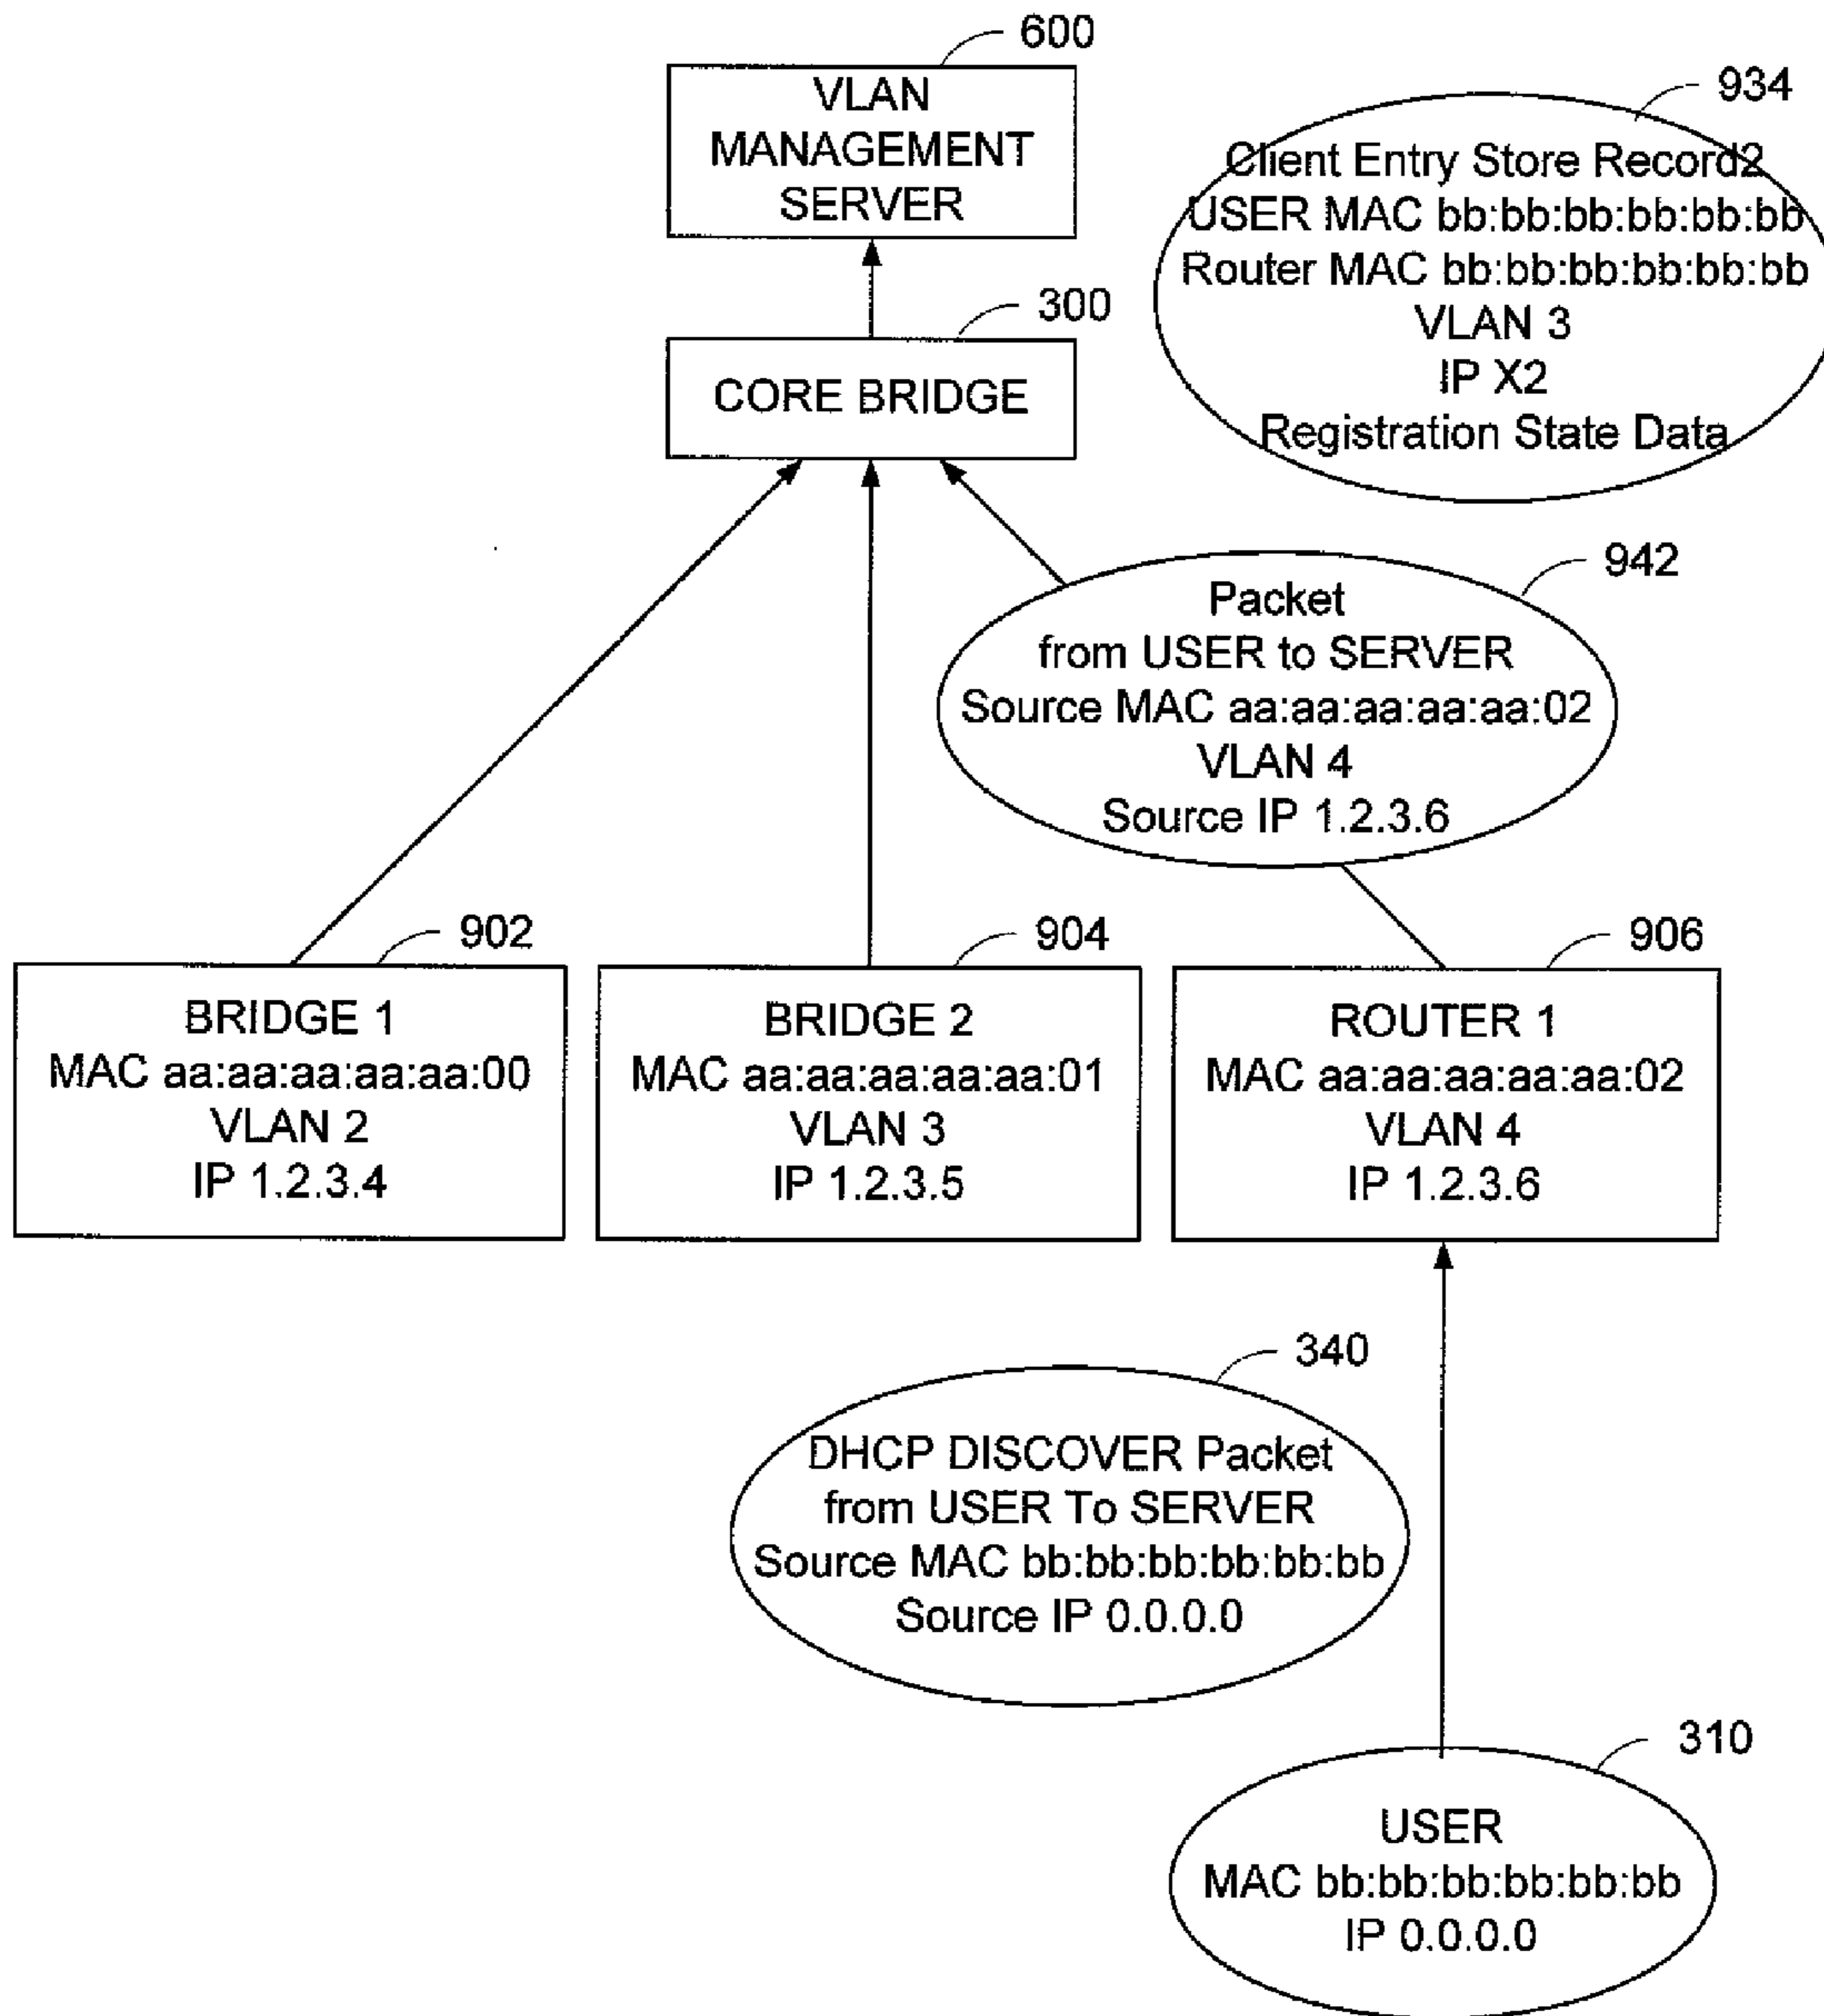 600
VLAN
MANAGEMENT
SERVER
934
Client Entry Store Record2
USER MAC bb:bb:bb:bb:bb:bb
Router MAC bb:bb:bb:bb:bb:bb
VLAN 3
IP X2
Registration State Data
300
CORE BRIDGE
942
Packet
from USER to SERVER
Source MAC aa:aa:aa:aa:aa:02
VLAN 4
Source IP 1.2.3.6
902
BRIDGE 1
MAC aa:aa:aa:aa:aa:00
VLAN 2
IP 1.2.3.4
904
BRIDGE 2
MAC aa:aa:aa:aa:aa:01
VLAN 3
IP 1.2.3.5
906
ROUTER 1
MAC aa:aa:aa:aa:aa:02
VLAN 4
IP 1.2.3.6
340
DHCP DISCOVER Packet
from USER To SERVER
Source MAC bb:bb:bb:bb:bb:bb
Source IP 0.0.0.0
310
USER
MAC bb:bb:bb:bb:bb:bb
IP 0.0.0.0